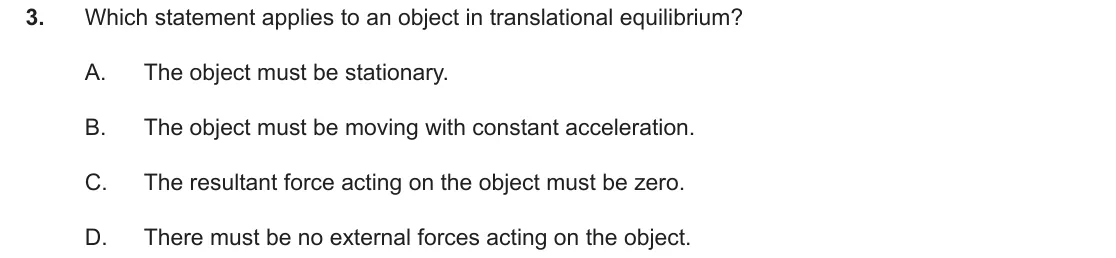 3. Which statement applies to an object in translational equilibrium?
A. The object must be stationary.
B. The object must be moving with constant acceleration.
C. The resultant force acting on the object must be zero.
D. There must be no external forces acting on the object.